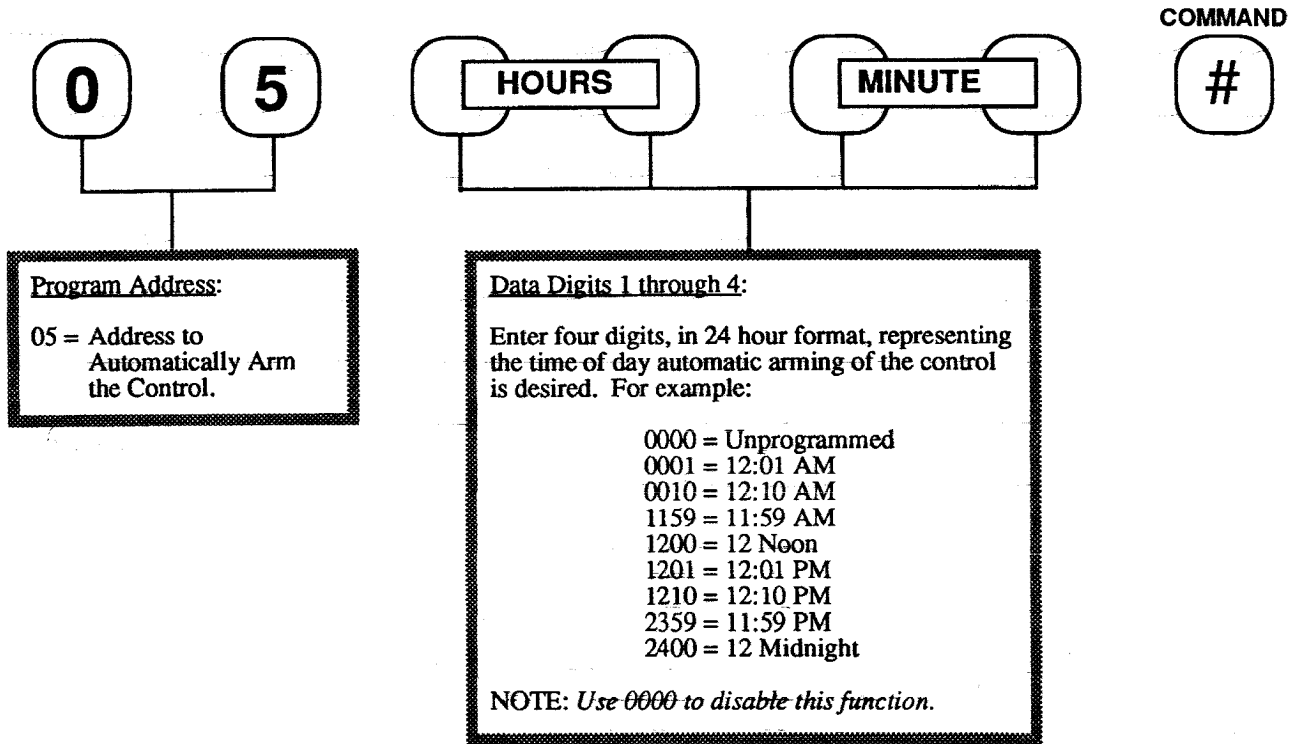 COMMAND
0 5 HOURS MINUTE #
Program Address:
05 = Address to
Automatically Arm
the Control.
Data Digits 1 through 4:
Enter four digits, in 24 hour format, representing
the time of day automatic arming of the control
is desired. For example:
0000 = Unprogrammed
0001 = 12:01 AM
0010 = 12:10 AM
1159 = 11:59 AM
1200 = 12 Noon
1201 = 12:01 PM
1210 = 12:10 PM
2359 = 11:59 PM
2400 = 12 Midnight
NOTE: Use 0000 to disable this function.